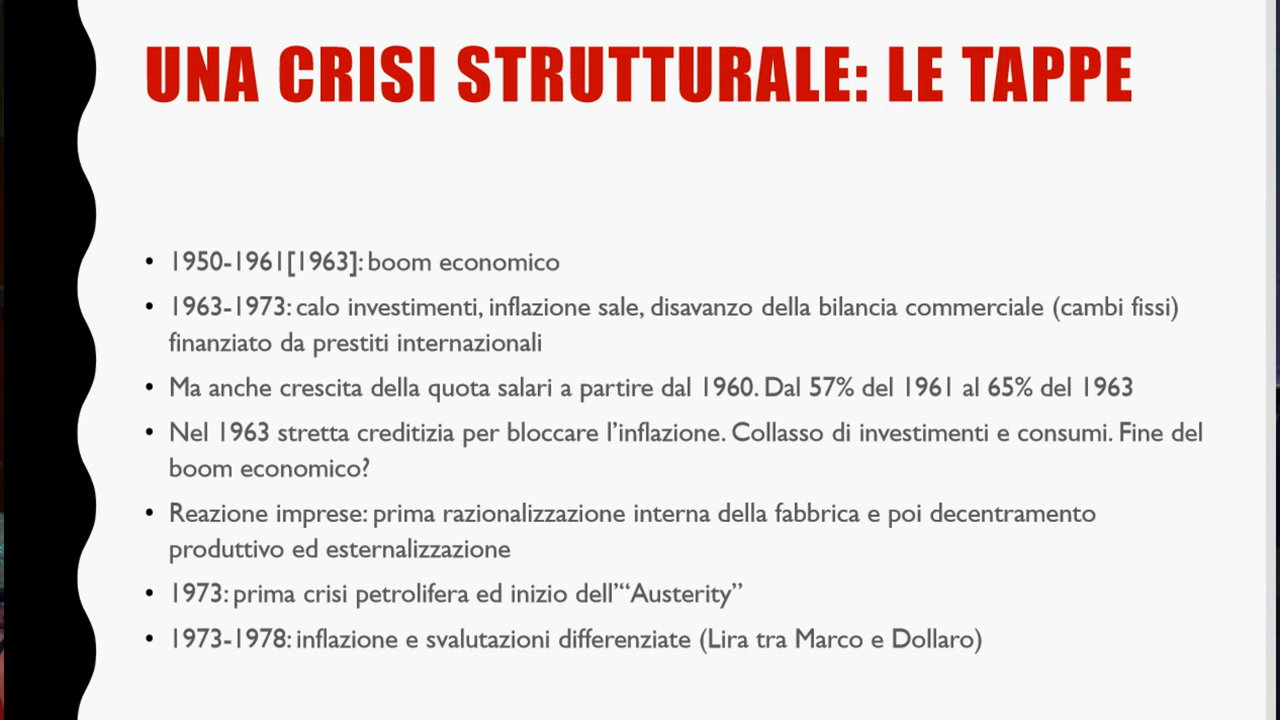 UNA CRISI STRUTTURALE: LE TAPPE
• 1950-1961[1963]: boom economico
• 1963-1973: calo investimenti, inflazione sale, disavanzo della bilancia commerciale (cambi fissi)
finanziato da prestiti internazionali
• Ma anche crescita della quota salari a partire dal 1960. Dal 57% del 1961 al 65% del 1963
• Nel 1963 stretta creditizia per bloccare l’inflazione. Collasso di investimenti e consumi. Fine del
boom economico?
• Reazione imprese: prima razionalizzazione interna della fabbrica e poi decentramento
produttivo ed esternalizzazione
• 1973: prima crisi petrolifera ed inizio dell’“Austerity”
• 1973-1978: inflazione e svalutazioni differenziate (Lira tra Marco e Dollaro)